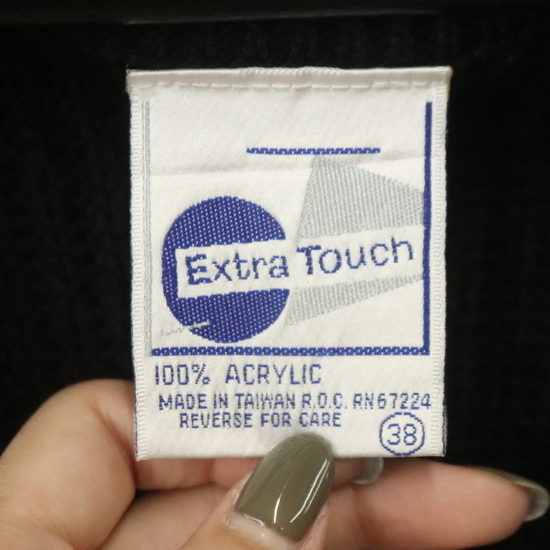 Extra Touch
100% ACRYLIC
MADE IN TAIWAN R.O.C. RN67224
REVERSE FOR CARE
38